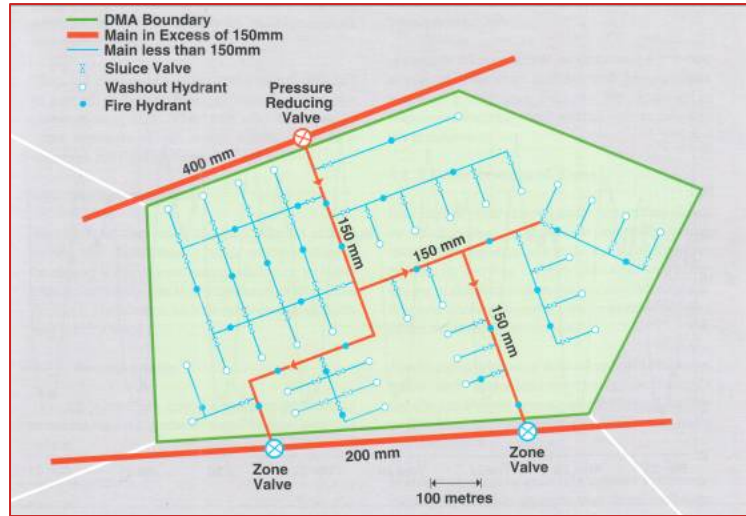 DMA Boundary
Main in Excess of 150mm
Main less than 150mm
Sluice Valve
Washout Hydrant
Fire Hydrant
Pressure
Reducing
Valve
400 mm
150 mm
150 mm
150 mm
Zone
Valve
200 mm
Zone
Valve
100 metres